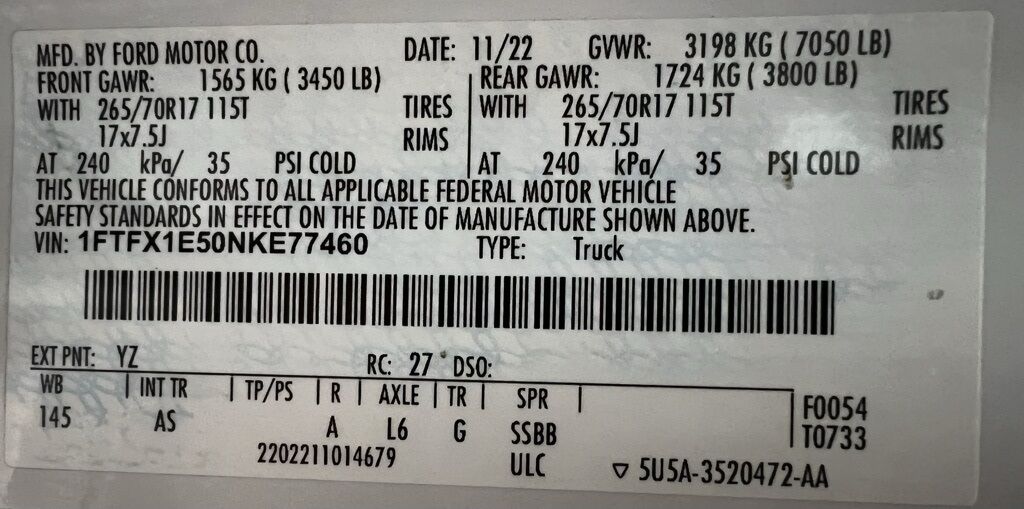 MFD. BY FORD MOTOR CO. DATE: 11/22 GVWR: 3198 KG ( 7050 LB)
FRONT GAWR: 1565 KG ( 3450 LB) REAR GAWR: 1724 KG ( 3800 LB)
WITH 265/70R17 115T TIRES WITH 265/70R17 115T TIRES
17x7.5J RIMS 17x7.5J RIMS
AT 240 kPa/ 35 PSI COLD AT 240 kPa/ 35 PSI COLD
THIS VEHICLE CONFORMS TO ALL APPLICABLE FEDERAL MOTOR VEHICLE
SAFETY STANDARDS IN EFFECT ON THE DATE OF MANUFACTURE SHOWN ABOVE.
VIN: 1FTFX1E50NKE77460 TYPE: Truck
EXT PNT: YZ RC: 27 DSO:
WB | INT TR | TP/PS | R | AXLE | TR | SPR | F0054
145 AS A L6 G SSBB T0733
2202211014679 ULC ▽ 5U5A-3520472-AA